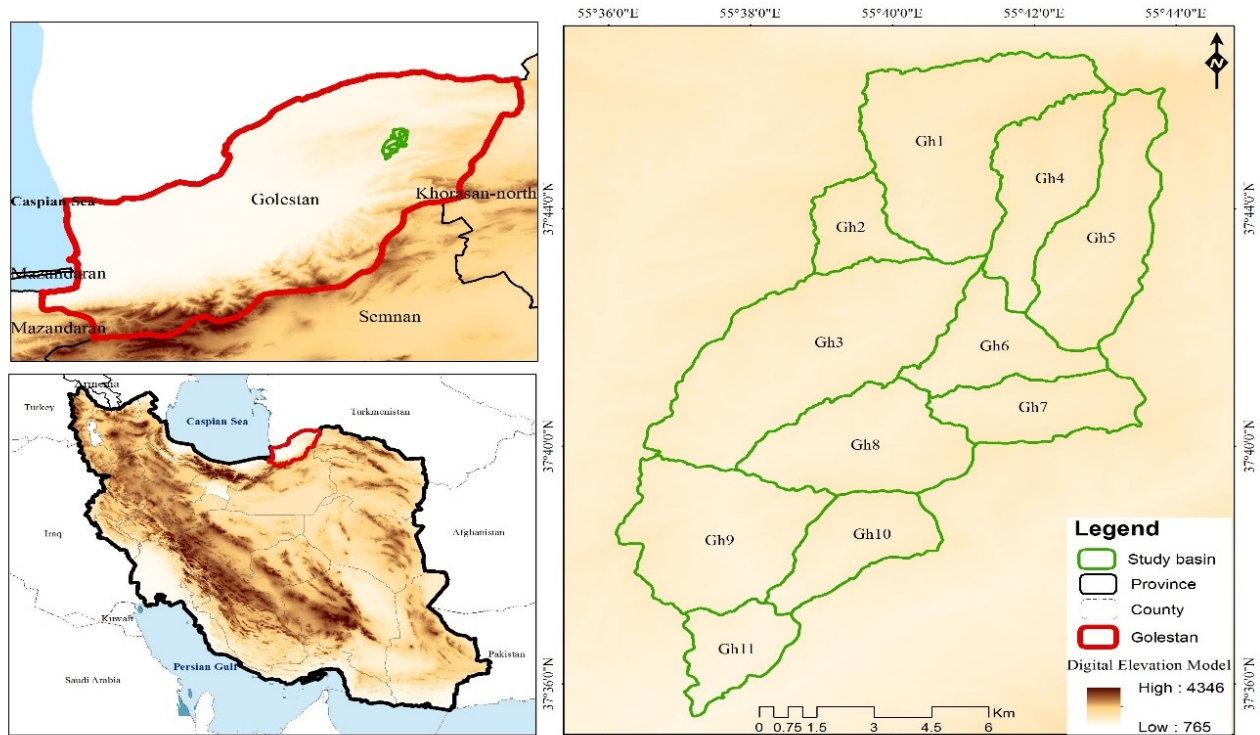 Golestan
Khorasan-north
Caspian Sea
Mazandaran
Mazandaran
Semnan
Armenia
Turkey
Caspian Sea
Turkmenistan
Iraq
Afghanistan
Kuwait
Pakistan
Persian Gulf
Saudi Arabia
55°36'0"E 55°38'0"E 55°40'0"E 55°42'0"E 55°44'0"E
N
37°44'0"N
37°40'0"N
37°36'0"N
Gh1
Gh4
Gh2
Gh5
Gh3
Gh6
Gh7
Gh8
Gh9
Gh10
Gh11
Legend
Study basin
Province
County
Golestan
Digital Elevation Model
High : 4346
Low : 765
Km
0 0.75 1.5 3 4.5 6